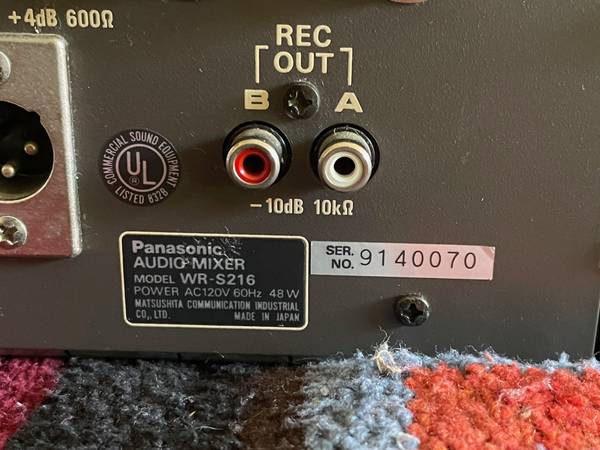 +4dB 600Ω
REC
OUT
B A
−10dB 10kΩ
COMMERCIAL SOUND EQUIPMENT
UL
®
LISTED 832B
Panasonic
AUDIO MIXER
MODEL WR-S216
POWER AC120V 60Hz 48W
MATSUSHITA COMMUNICATION INDUSTRIAL
CO,. LTD. MADE IN JAPAN
SER.
NO. 9140070